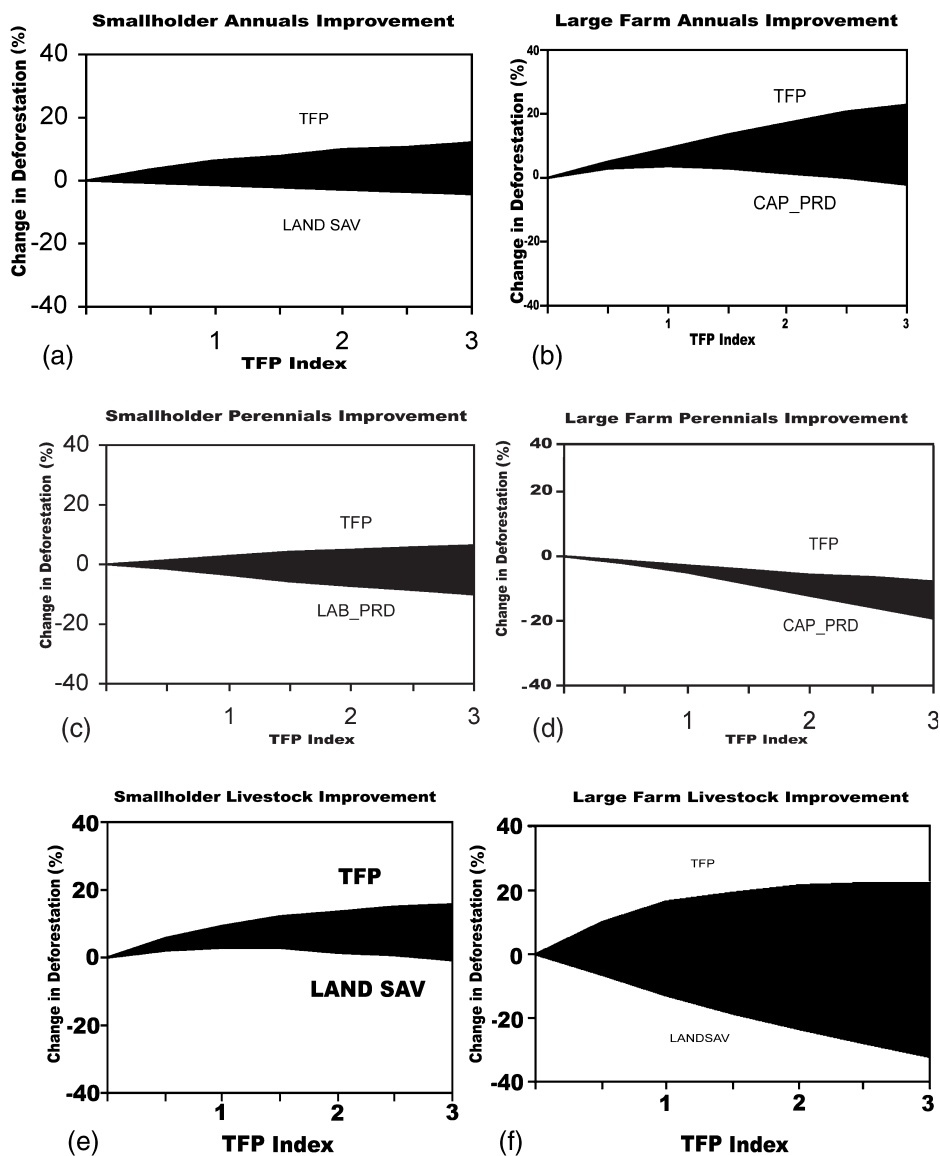 Smallholder Annuals Improvement
Change in Deforestation (%)
40
20
0
-20
-40
TFP
LAND SAV
1 2 3
(a)
TFP Index
Large Farm Annuals Improvement
Change in Deforestation (%)
40
20
0
-20
-40
TFP
CAP_PRD
1 2 3
(b)
TFP Index
Smallholder Perennials Improvement
Change in Deforestation (%)
40
20
0
-20
-40
TFP
LAB_PRD
1 2 3
(c)
TFP Index
Large Farm Perennials Improvement
Change in Deforestation (%)
40
20
0
-20
-40
TFP
CAP_PRD
1 2 3
(d)
TFP Index
Smallholder Livestock Improvement
Change in Deforestation (%)
40
20
0
-20
-40
TFP
LAND SAV
1 2 3
(e)
TFP Index
Large Farm Livestock Improvement
Change in Deforestation (%)
40
20
0
-20
-40
TFP
LANDSAV
1 2 3
(f)
TFP Index